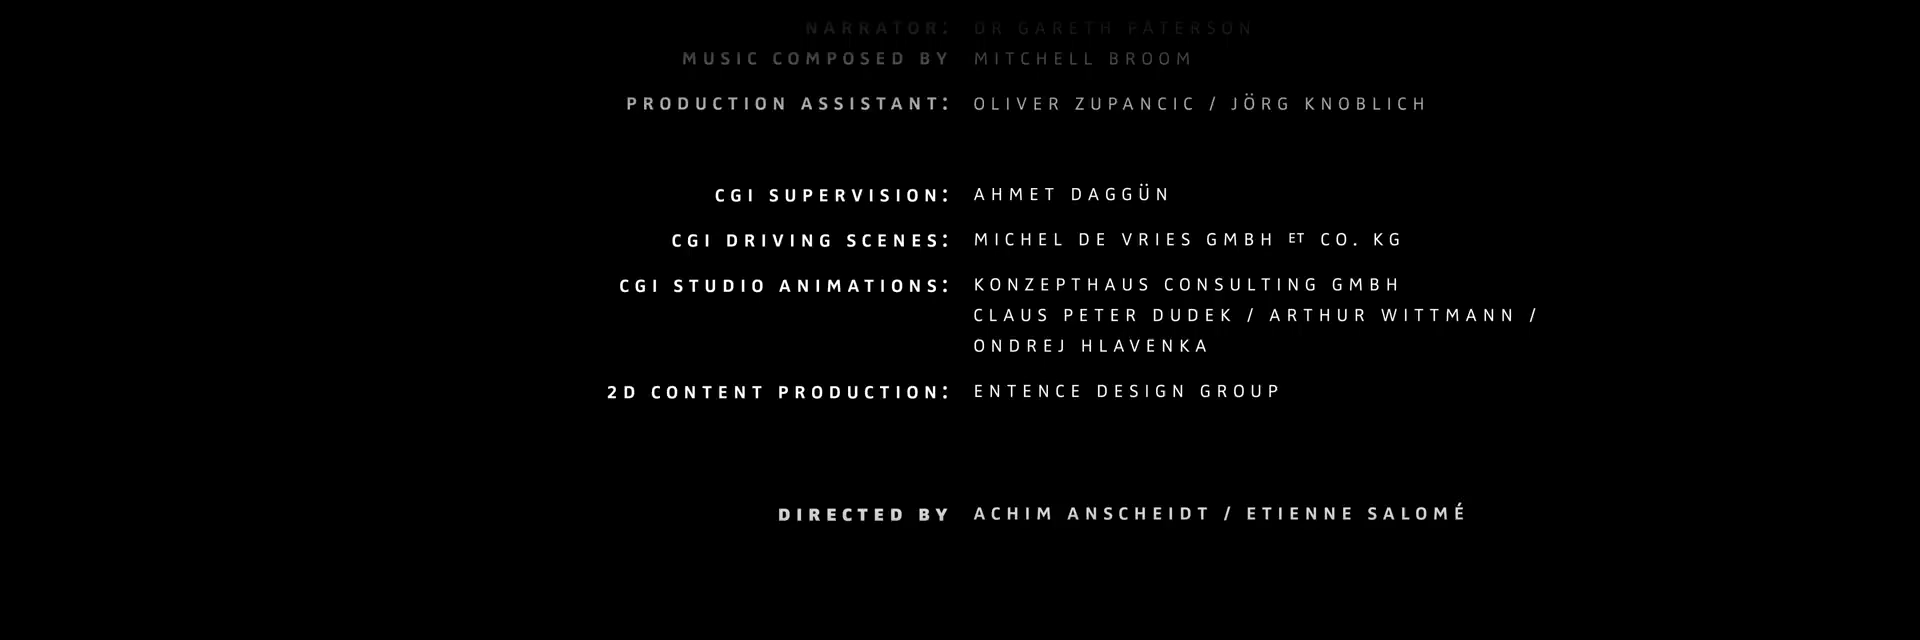 NARRATOR: DR GARETH PATERSON
MUSIC COMPOSED BY MITCHELL BROOM
PRODUCTION ASSISTANT: OLIVER ZUPANCIC / JÖRG KNOBLICH
CGI SUPERVISION: AHMET DAGGÜN
CGI DRIVING SCENES: MICHEL DE VRIES GMBH ET CO. KG
CGI STUDIO ANIMATIONS: KONZEPTHAUS CONSULTING GMBH
CLAUS PETER DUDEK / ARTHUR WITTMANN /
ONDREJ HLAVENKA
2D CONTENT PRODUCTION: ENTENCE DESIGN GROUP
DIRECTED BY ACHIM ANSCHEIDT / ETIENNE SALOMÉ